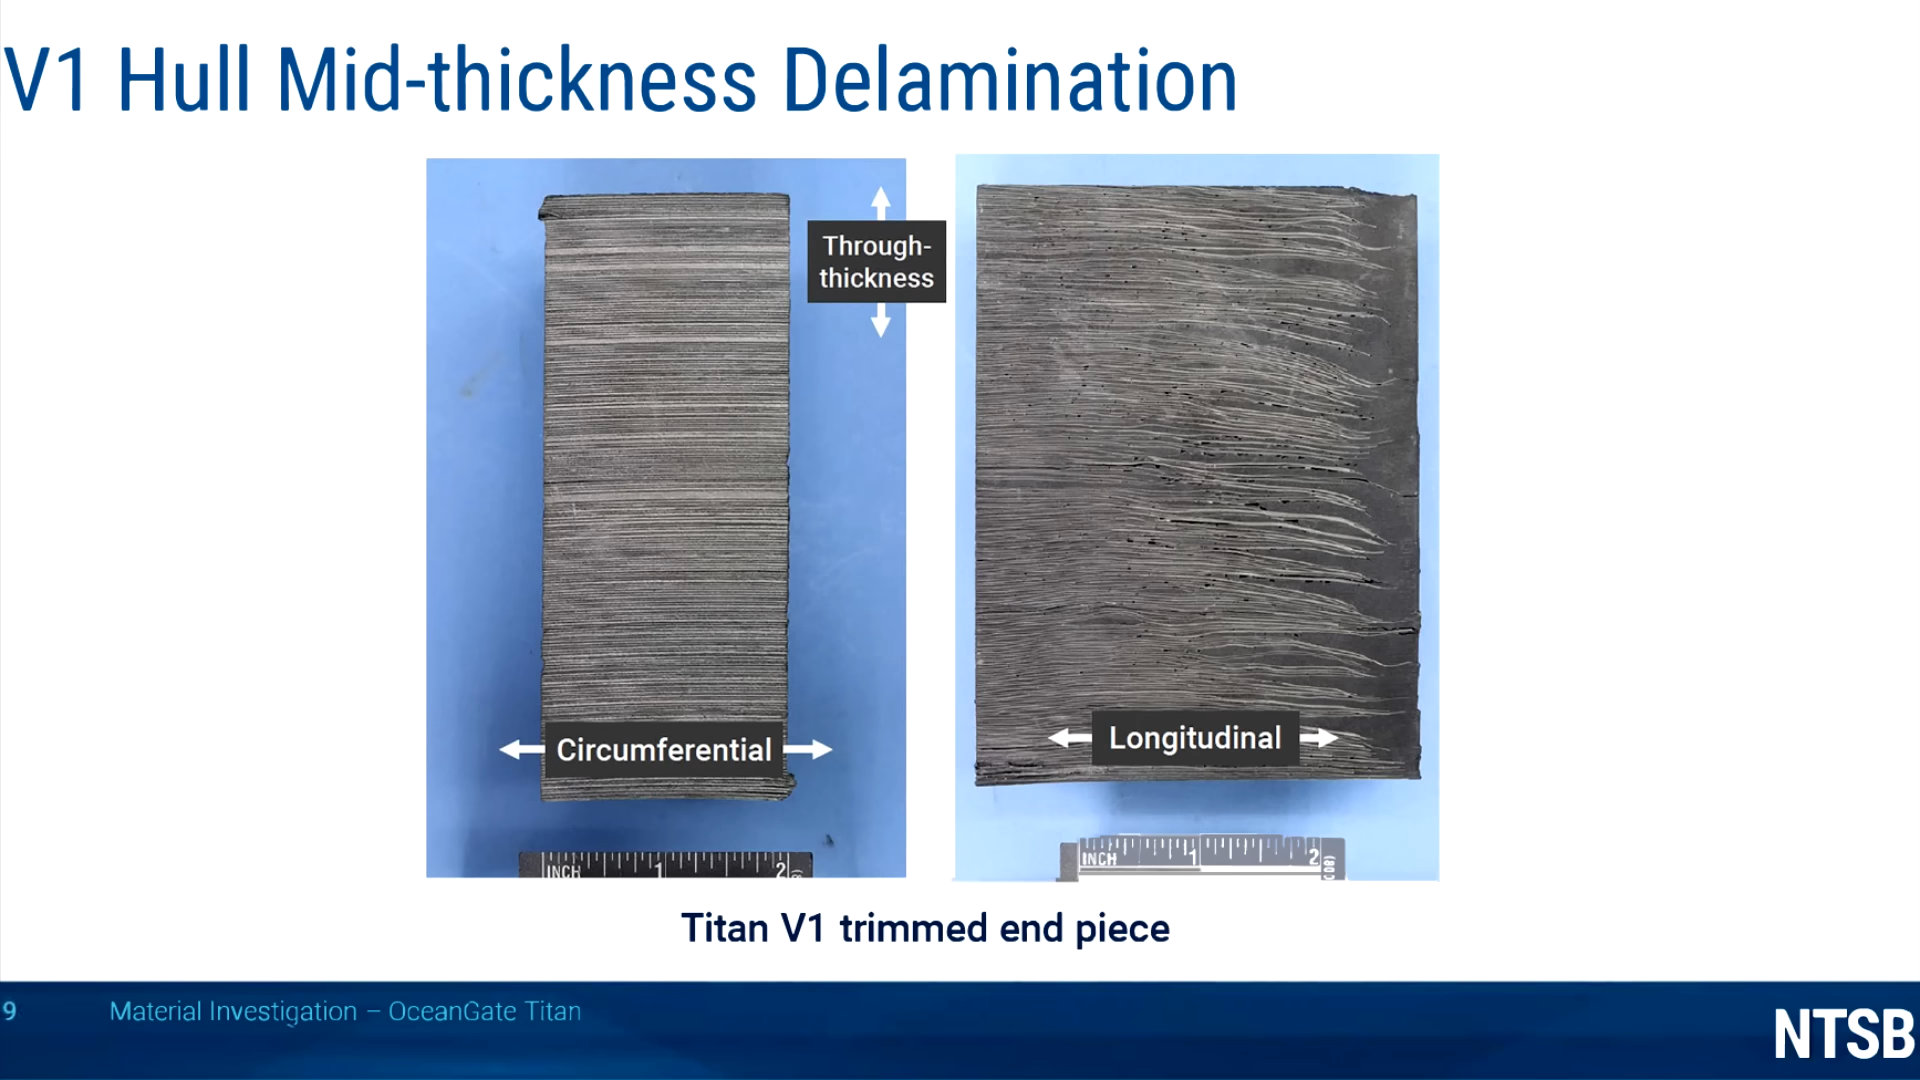 V1 Hull Mid-thickness Delamination
Through-
thickness
Circumferential
Longitudinal
INCH 1 2
INCH 1 2
Titan V1 trimmed end piece
9
Material Investigation – OceanGate Titan
NTSB